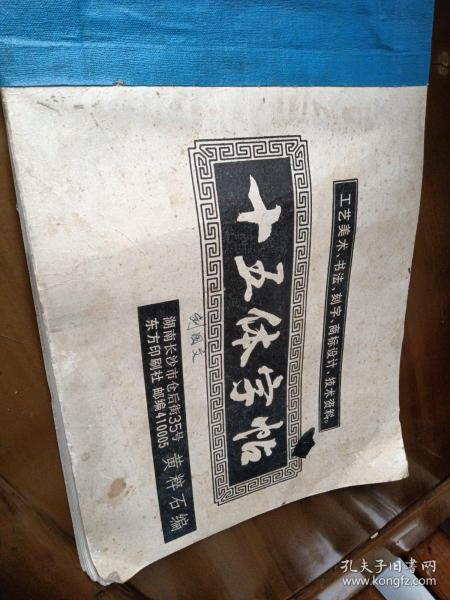 工艺美术、书法、刻字、商标设计、技术资料。
十五体字帖
湖南长沙市仓后街35号
东方印刷社 邮编410005
黄粹石编
孔夫子旧书网
www.kongfz.com